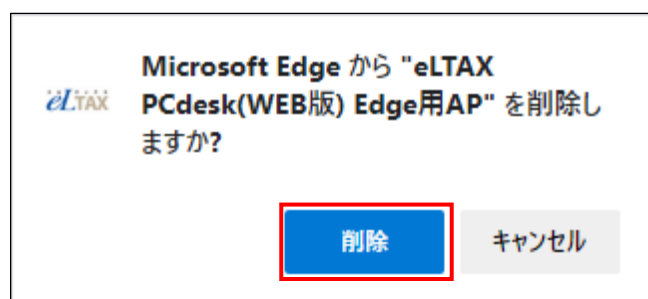 eLTAX
Microsoft Edge から "eLTAX
PCdesk(WEB版) Edge用AP" を削除し
ますか?
削除
キャンセル